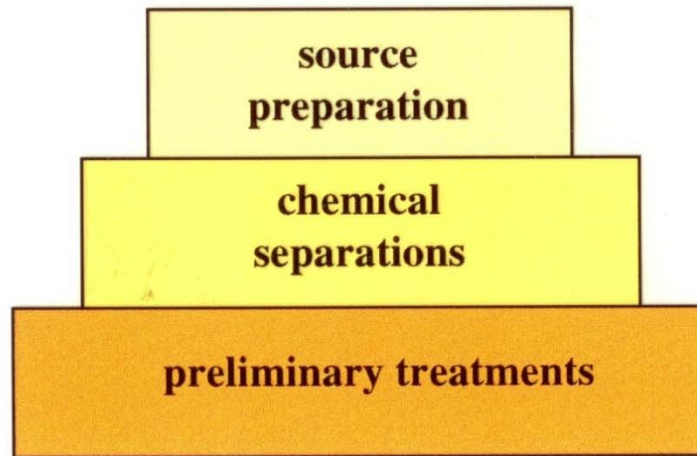 source
preparation
chemical
separations
preliminary treatments